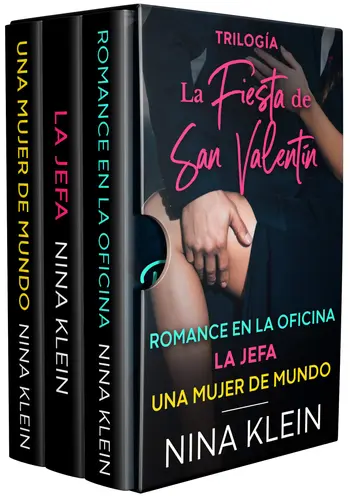 UNA MUJER DE MUNDO NINA KLEIN
LA JEFA NINA KLEIN
ROMANCE EN LA OFICINA NINA KLEIN
TRILOGÍA
La Fiesta de
San Valentín
ROMANCE EN LA OFICINA
LA JEFA
UNA MUJER DE MUNDO
NINA KLEIN